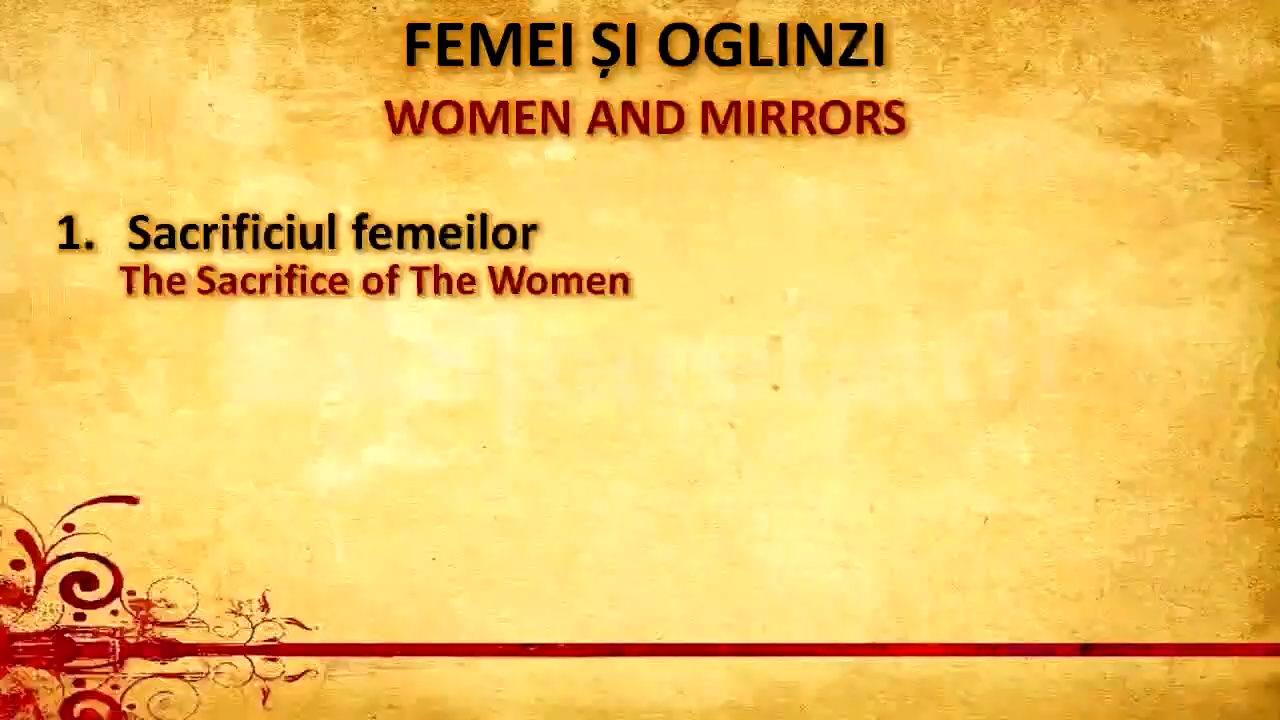 FEMEI ȘI OGLINZI
WOMEN AND MIRRORS
1. Sacrificiul femeilor
The Sacrifice of The Women